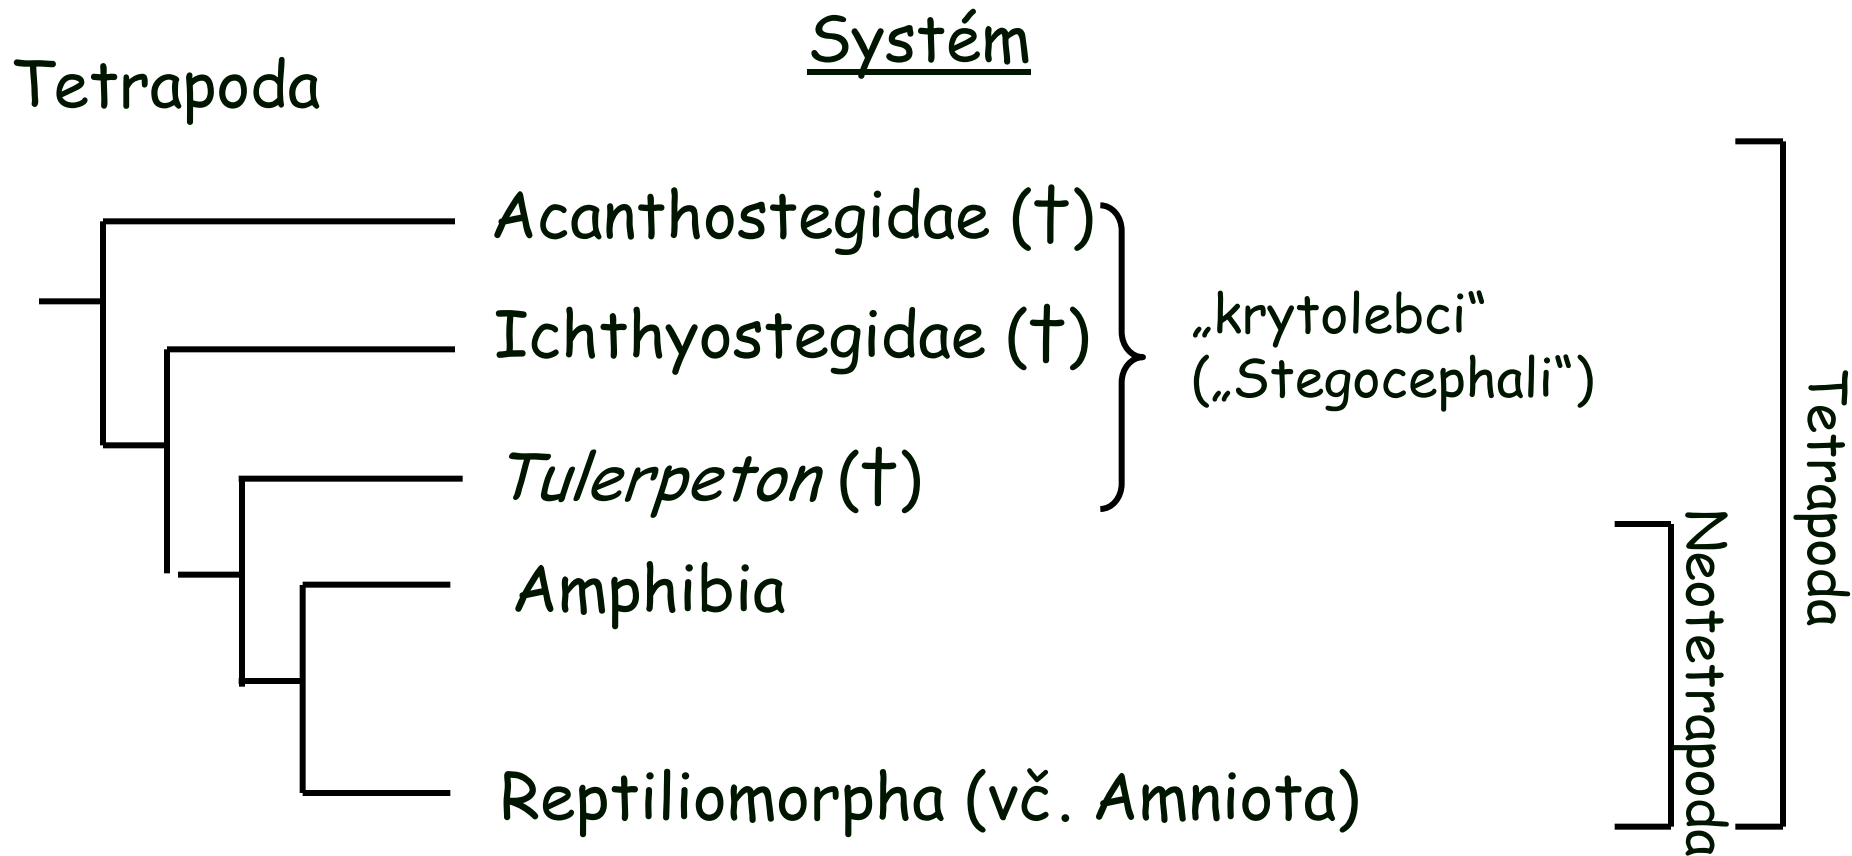 Systém
Tetrapoda
Acanthostegidae (†)
Ichthyostegidae (†)
„krytolebci“
(„Stegocephali“)
Tulerpeton (†)
Amphibia
Reptiliomorpha (vč. Amniota)
Neotetrapoda
Tetrapoda